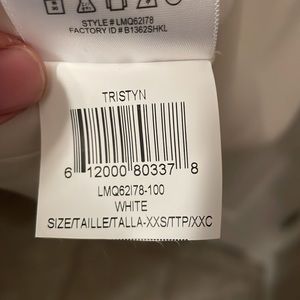 STYLE# LMQ62I78
FACTORY ID# B1362SHKL
TRISTYN
6 12000 80337 8
LMQ62I78-100
WHITE
SIZE/TAILLE/TALLA-XXS/TTP/XXC